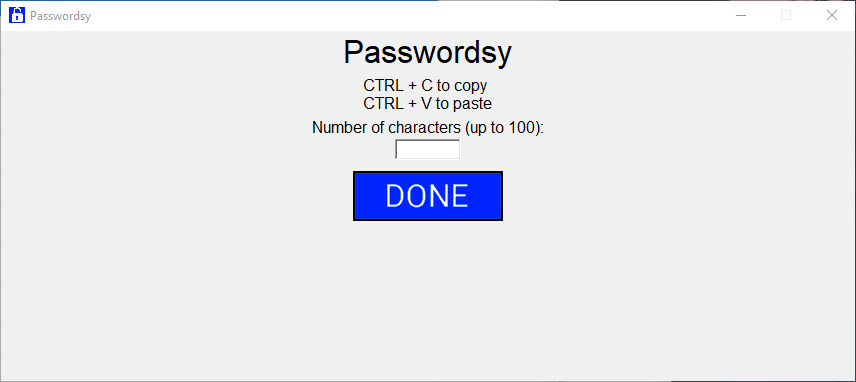 Passwordsy
Passwordsy
CTRL + C to copy
CTRL + V to paste
Number of characters (up to 100):
DONE